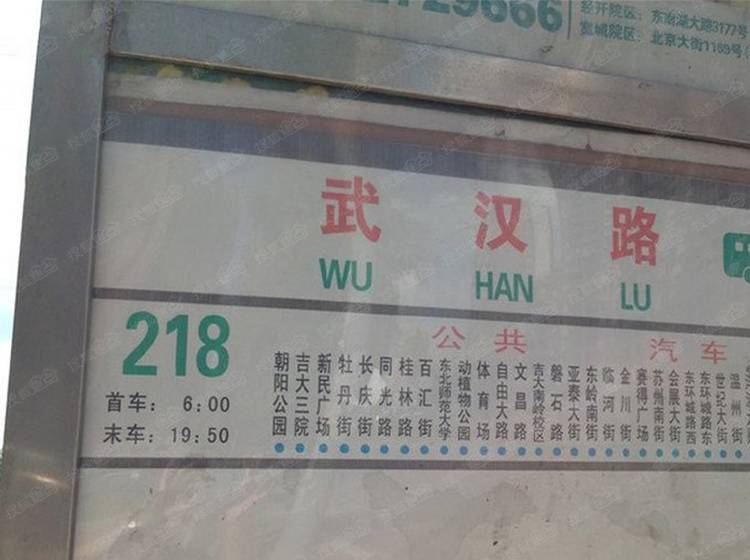 29666
经开院区：东南湖大路3177号
宽城院区：北京大街1169号
武汉路
WU HAN LU
218
公共汽车
首车：6:00
末车：19:50
朝阳公园
吉大三院
新民广场
牡丹街
长庆街
同光路
桂林路
百汇街
东北师范大学
动植物公园
体育场
自由大路
文昌路
吉大南岭校区
磐石路
亚泰大街
东岭南街
临河街
金川街
赛得广场
苏州南街
会展大街
东环城路西
东环城路东
世纪大街
温州街